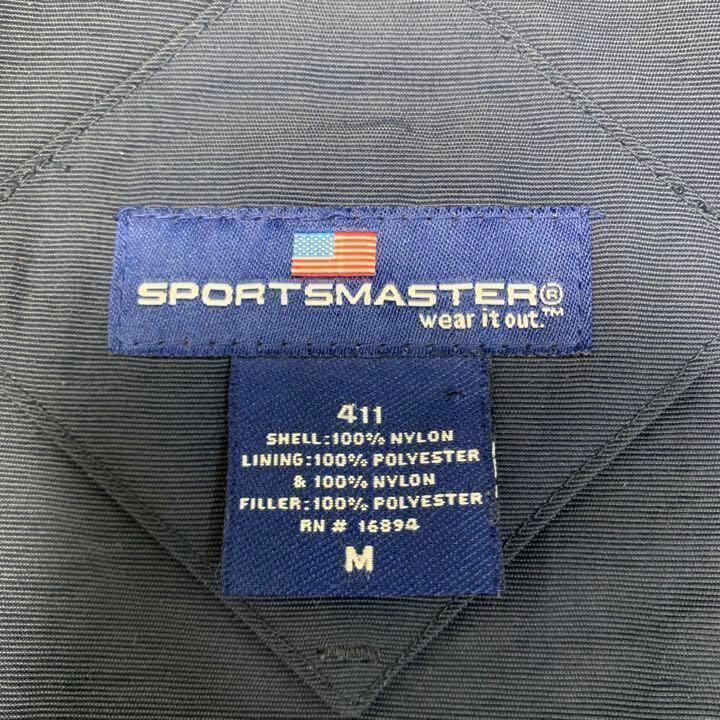 SPORTSMASTER®
wear it out.™
411
SHELL:100% NYLON
LINING:100% POLYESTER
& 100% NYLON
FILLER:100% POLYESTER
RN # 16894
M